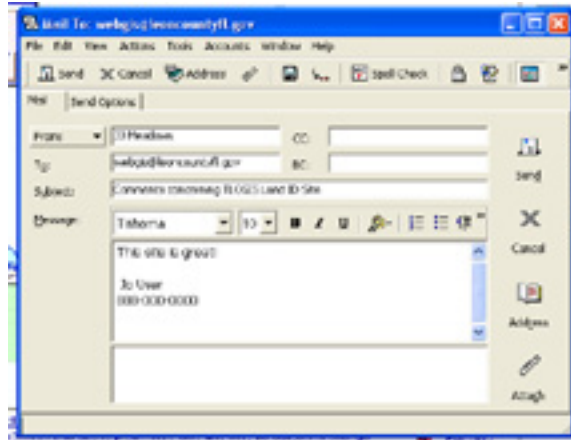 Mail To: webgis@leoncountyfl.gov
File Edit View Actions Tools Accounts Window Help
Send Cancel Address Spell Check
Mail Send Options
From: JD Meadows CC:
To: webgis@leoncountyfl.gov BC:
Subject: Comments concerning TLCGIS Land ID Site
Message: Tahoma 10 B I U
This site is great!
Jo User
000-000-0000
Send
Cancel
Address
Attach